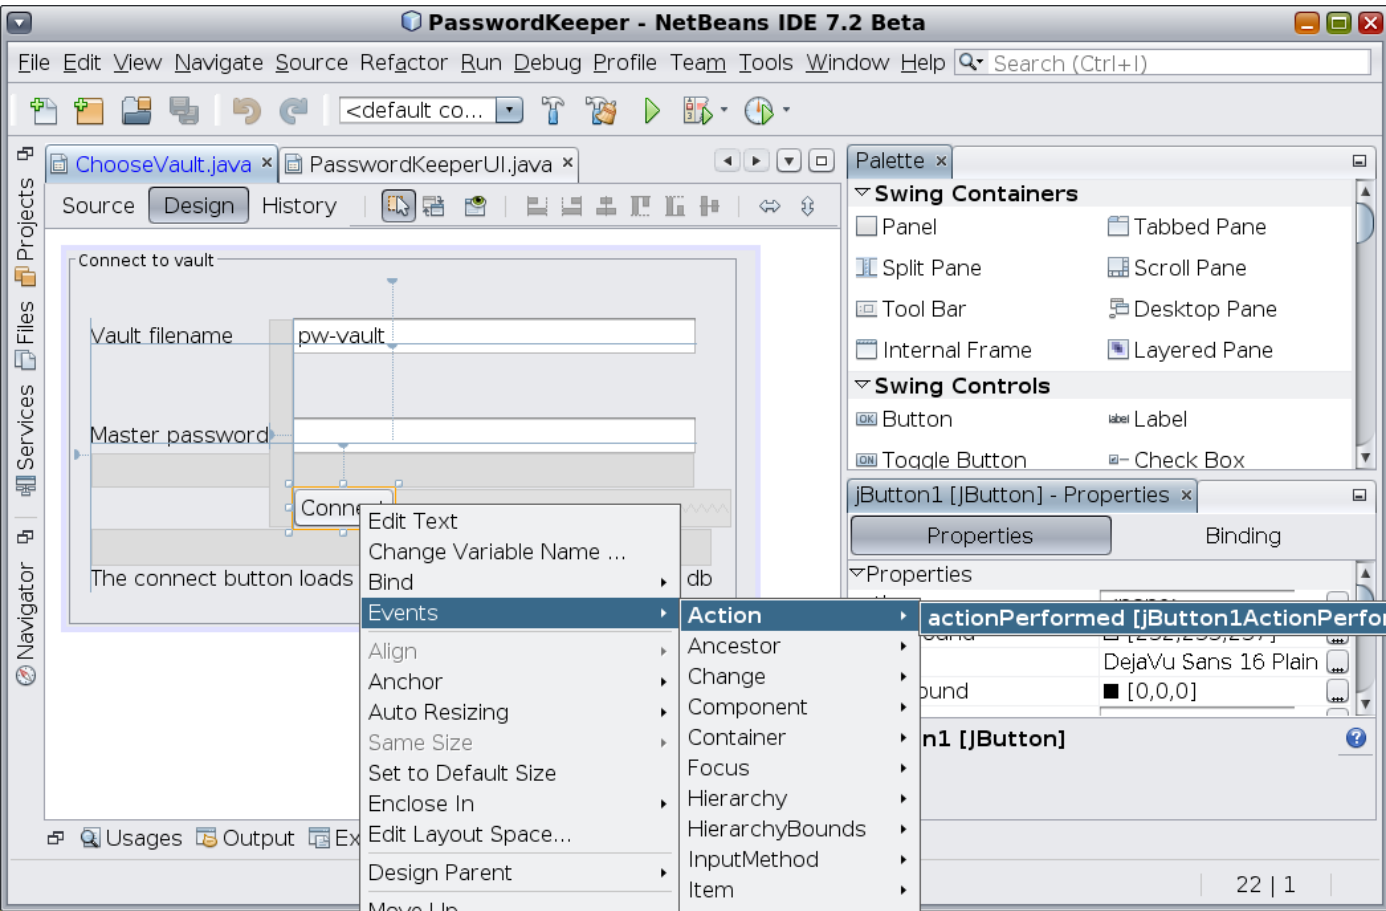 PasswordKeeper - NetBeans IDE 7.2 Beta
File Edit View Navigate Source Refactor Run Debug Profile Team Tools Window Help Search (Ctrl+I)
<default co...
Projects
Files
Services
Navigator
ChooseVault.java × PasswordKeeperUI.java ×
Source Design History
Connect to vault
Vault filename pw-vault
Master password
The connect button loads
db
Edit Text
Change Variable Name ...
Bind
Events
Align
Anchor
Auto Resizing
Same Size
Set to Default Size
Enclose In
Edit Layout Space...
Design Parent
Move Up
Action
Ancestor
Change
Component
Container
Focus
Hierarchy
HierarchyBounds
InputMethod
Item
actionPerformed [jButton1ActionPerfo
Palette ×
Swing Containers
Panel Tabbed Pane
Split Pane Scroll Pane
Tool Bar Desktop Pane
Internal Frame Layered Pane
Swing Controls
OK Button label Label
ON Toggle Button Check Box
jButton1 [JButton] - Properties ×
Properties Binding
Properties
DejaVu Sans 16 Plain ...
[0,0,0] ...
n1 [JButton]
?
Usages Output Ex
22 | 1